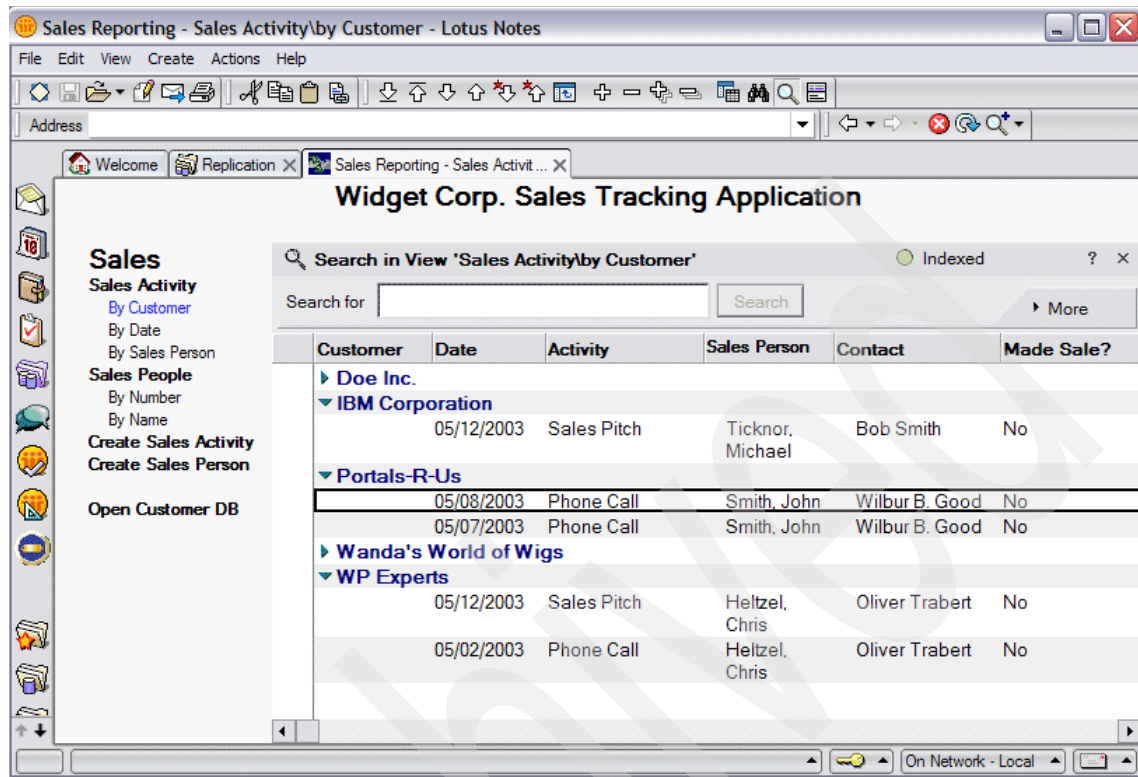 Sales Reporting - Sales Activity\by Customer - Lotus Notes
File Edit View Create Actions Help
Address
Welcome Replication Sales Reporting - Sales Activit ...
Widget Corp. Sales Tracking Application
Sales
Sales Activity
By Customer
By Date
By Sales Person
Sales People
By Number
By Name
Create Sales Activity
Create Sales Person
Open Customer DB
Search in View 'Sales Activity\by Customer' Indexed ? ×
Search for Search More
Customer Date Activity Sales Person Contact Made Sale?
Doe Inc.
IBM Corporation
05/12/2003 Sales Pitch Ticknor, Bob Smith No
Michael
Portals-R-Us
05/08/2003 Phone Call Smith, John Wilbur B. Good No
05/07/2003 Phone Call Smith, John Wilbur B. Good No
Wanda's World of Wigs
WP Experts
05/12/2003 Sales Pitch Heltzel, Oliver Trabert No
Chris
05/02/2003 Phone Call Heltzel, Oliver Trabert No
Chris
On Network - Local